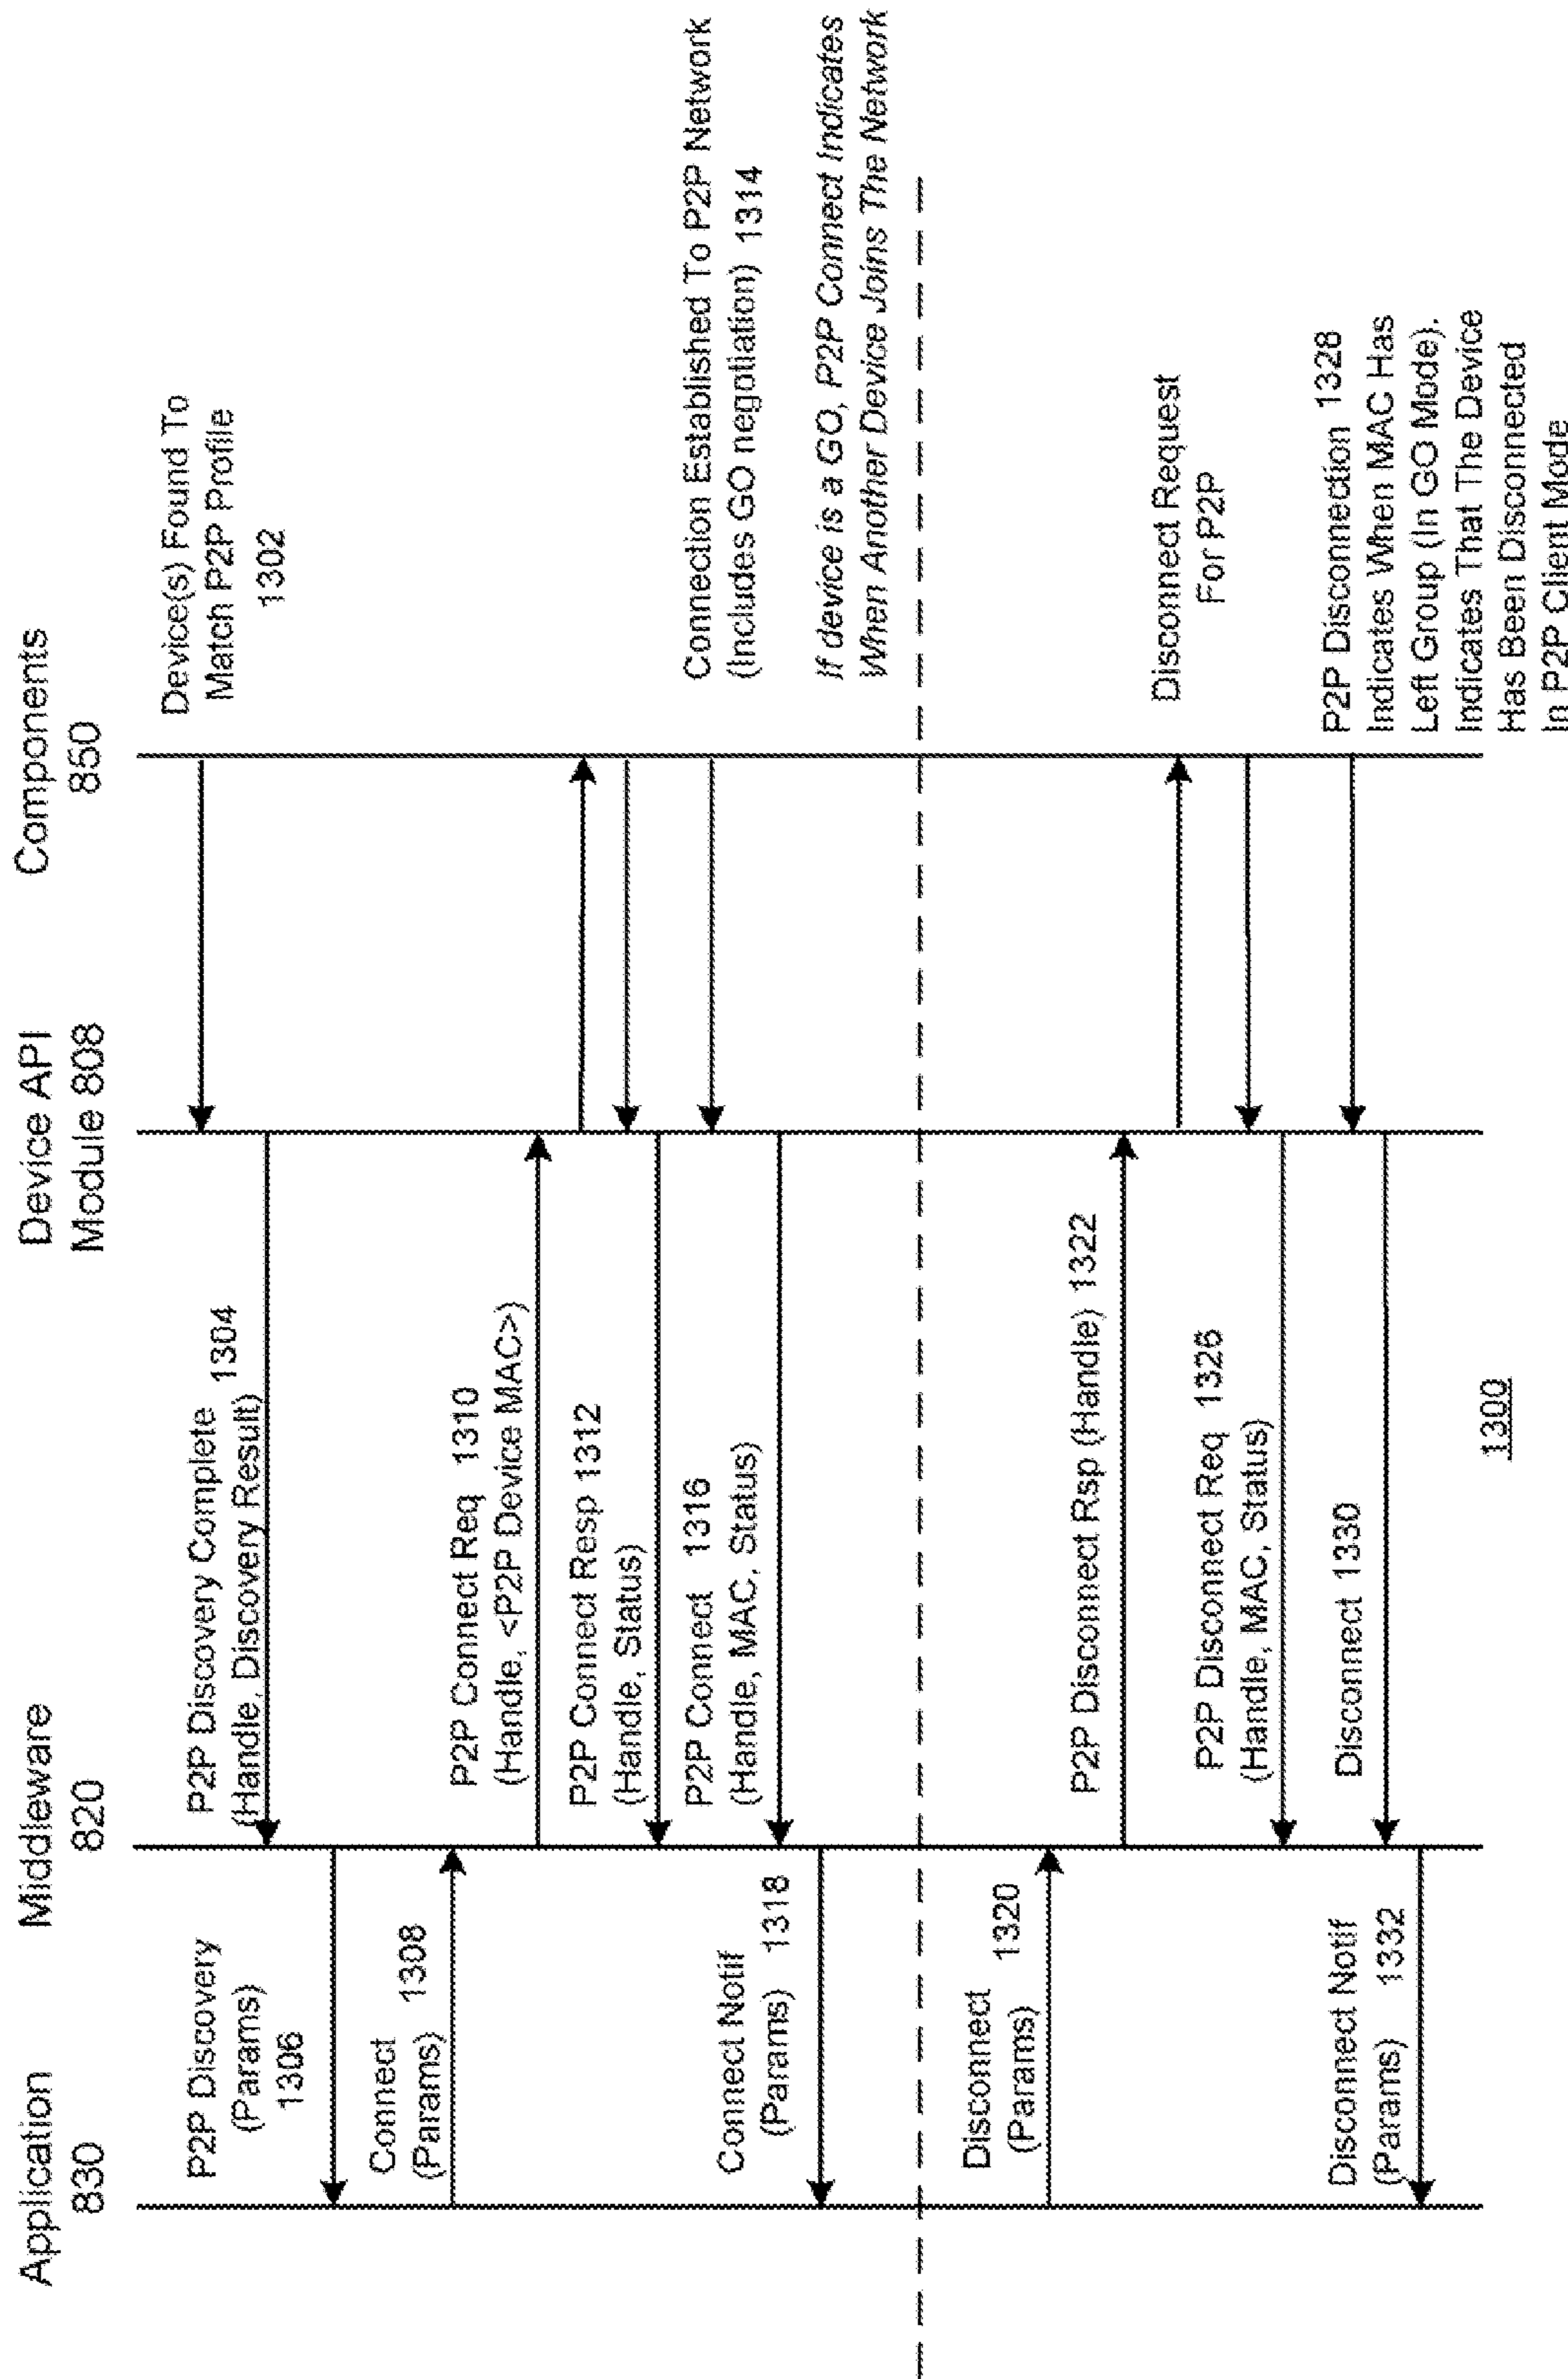 Application
830
Middleware
820
Device API
Module 808
Components
850
Device(s) Found To
Match P2P Profile
1302
P2P Discovery Complete 1304
(Handle, Discovery Result)
P2P Discovery
(Params)
1306
Connect
(Params) 1308
P2P Connect Req 1310
(Handle, <P2P Device MAC>)
P2P Connect Resp 1312
(Handle, Status)
Connection Established To P2P Network
(Includes GO negotiation) 1314
P2P Connect 1316
(Handle, MAC, Status)
Connect Notif
(Params) 1318
If device is a GO, P2P Connect Indicates
When Another Device Joins The Network
Disconnect
(Params) 1320
P2P Disconnect Rsp (Handle) 1322
Disconnect Request
For P2P
P2P Disconnect Req 1326
(Handle, MAC, Status)
P2P Disconnection 1328
Indicates When MAC Has
Left Group (In GO Mode).
Indicates That The Device
Has Been Disconnected
In P2P Client Mode
Disconnect 1330
Disconnect Notif
(Params) 1332
1300